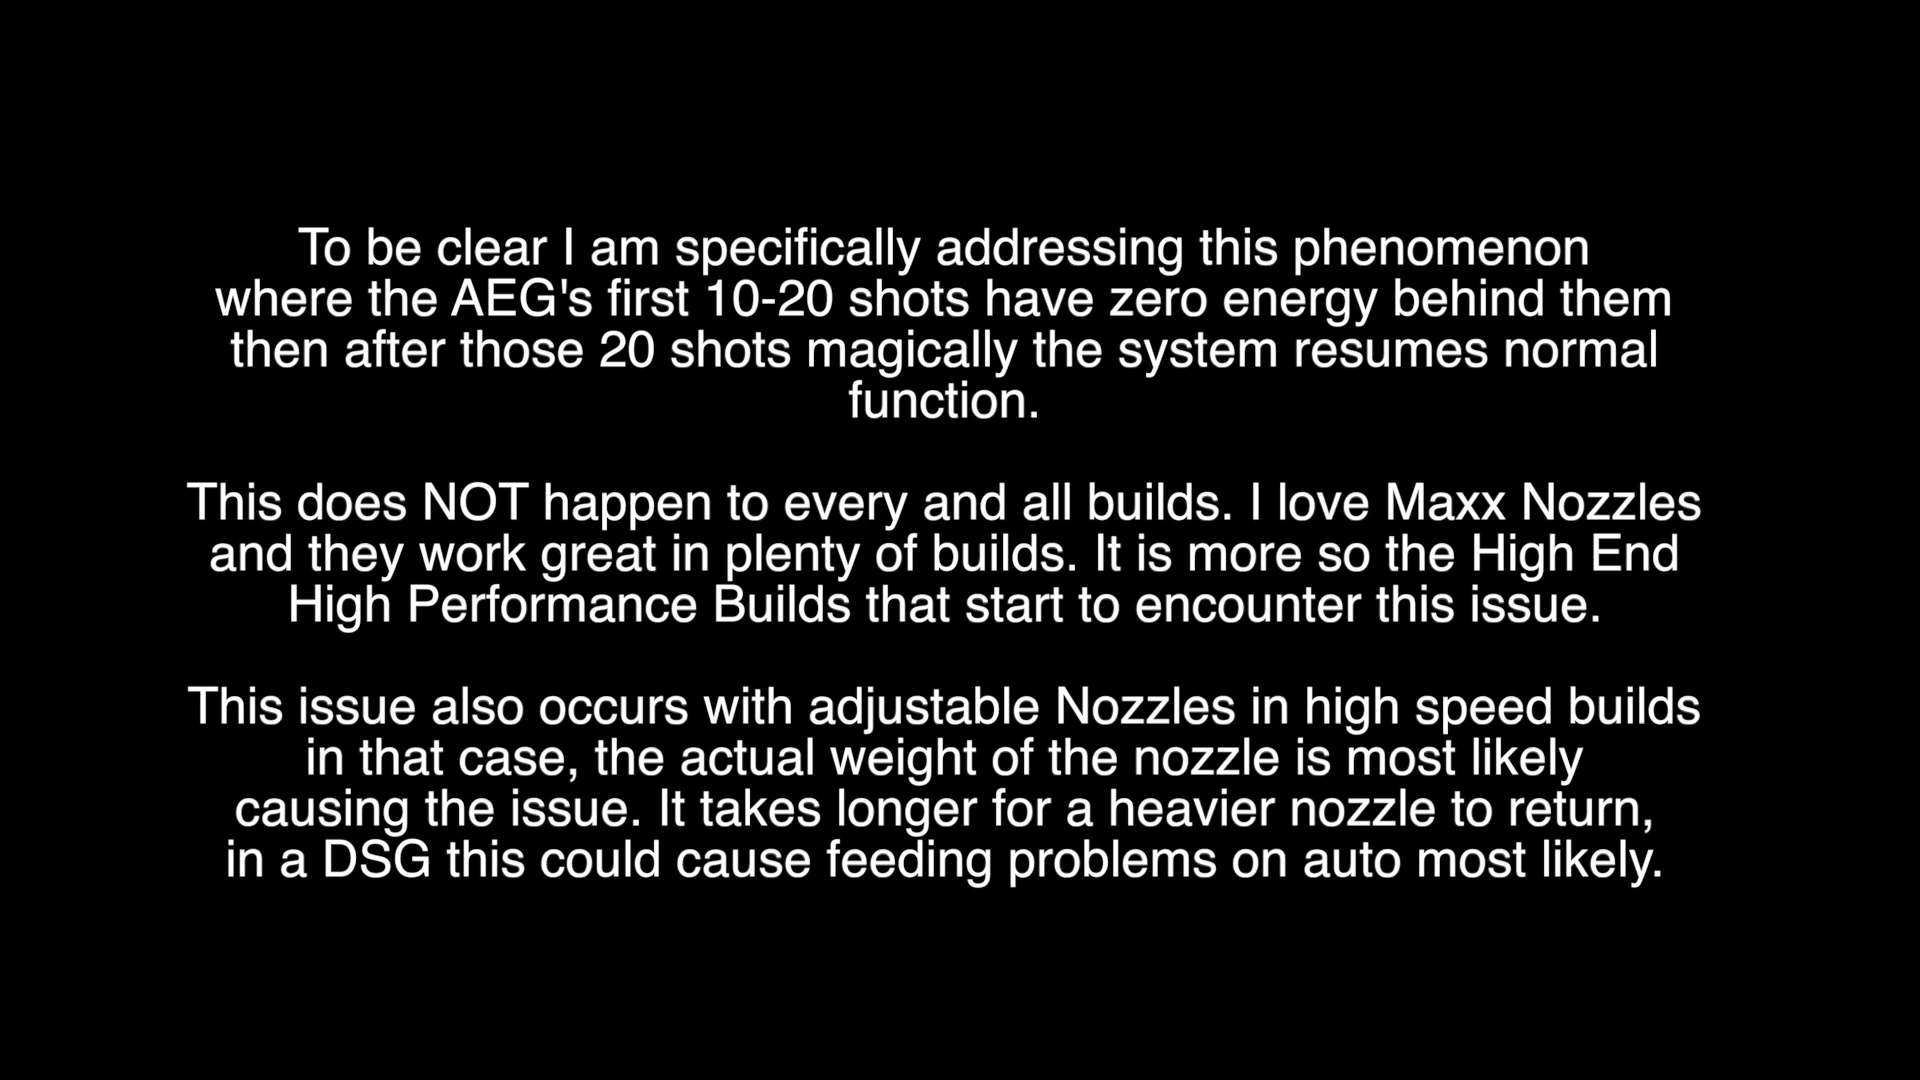 To be clear I am specifically addressing this phenomenon
where the AEG's first 10-20 shots have zero energy behind them
then after those 20 shots magically the system resumes normal
function.
This does NOT happen to every and all builds. I love Maxx Nozzles
and they work great in plenty of builds. It is more so the High End
High Performance Builds that start to encounter this issue.
This issue also occurs with adjustable Nozzles in high speed builds
in that case, the actual weight of the nozzle is most likely
causing the issue. It takes longer for a heavier nozzle to return,
in a DSG this could cause feeding problems on auto most likely.